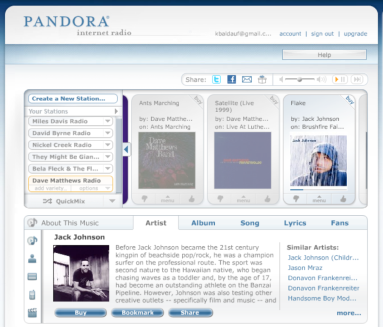 PANDORA®
internet radio
irbaldauf@gmail.c... account | sign out | upgrade
Help
Share:
Create a New Station...
Your Stations
Miles Davis Radio
David Byrne Radio
Nickel Creek Radio
They Might Be Gian...
Bela Fleck & The Fl...
Dave Matthews Radio
add variety... options
QuickMix
Ants Marching
by: Dave Matthe...
on: Ants Marching
Satellite (Live
1999)
by: Dave Matthe...
on: Live At Luthe...
Flake
by: Jack Johnson
on: Brushfire Fai...
About This Music
Artist Album Song Lyrics Fans
Jack Johnson
Before Jack Johnson became the 21st century
kingpin of beachside pop/rock, he was a champion
surfer on the professional route. The sport was
second nature to the Hawaiian native, who began
chasing waves as a toddler and, by the age of 17,
had become an outstanding athlete on the Banzai
Pipeline. However, Johnson was also testing other
creative outlets -- specifically film and music -- and
Buy Bookmark Share
Similar Artists:
Jack Johnson (Childr...
Jason Mraz
Donavon Frankenrei...
Donavon Frankenreiter
Handsome Boy Mod...
more...